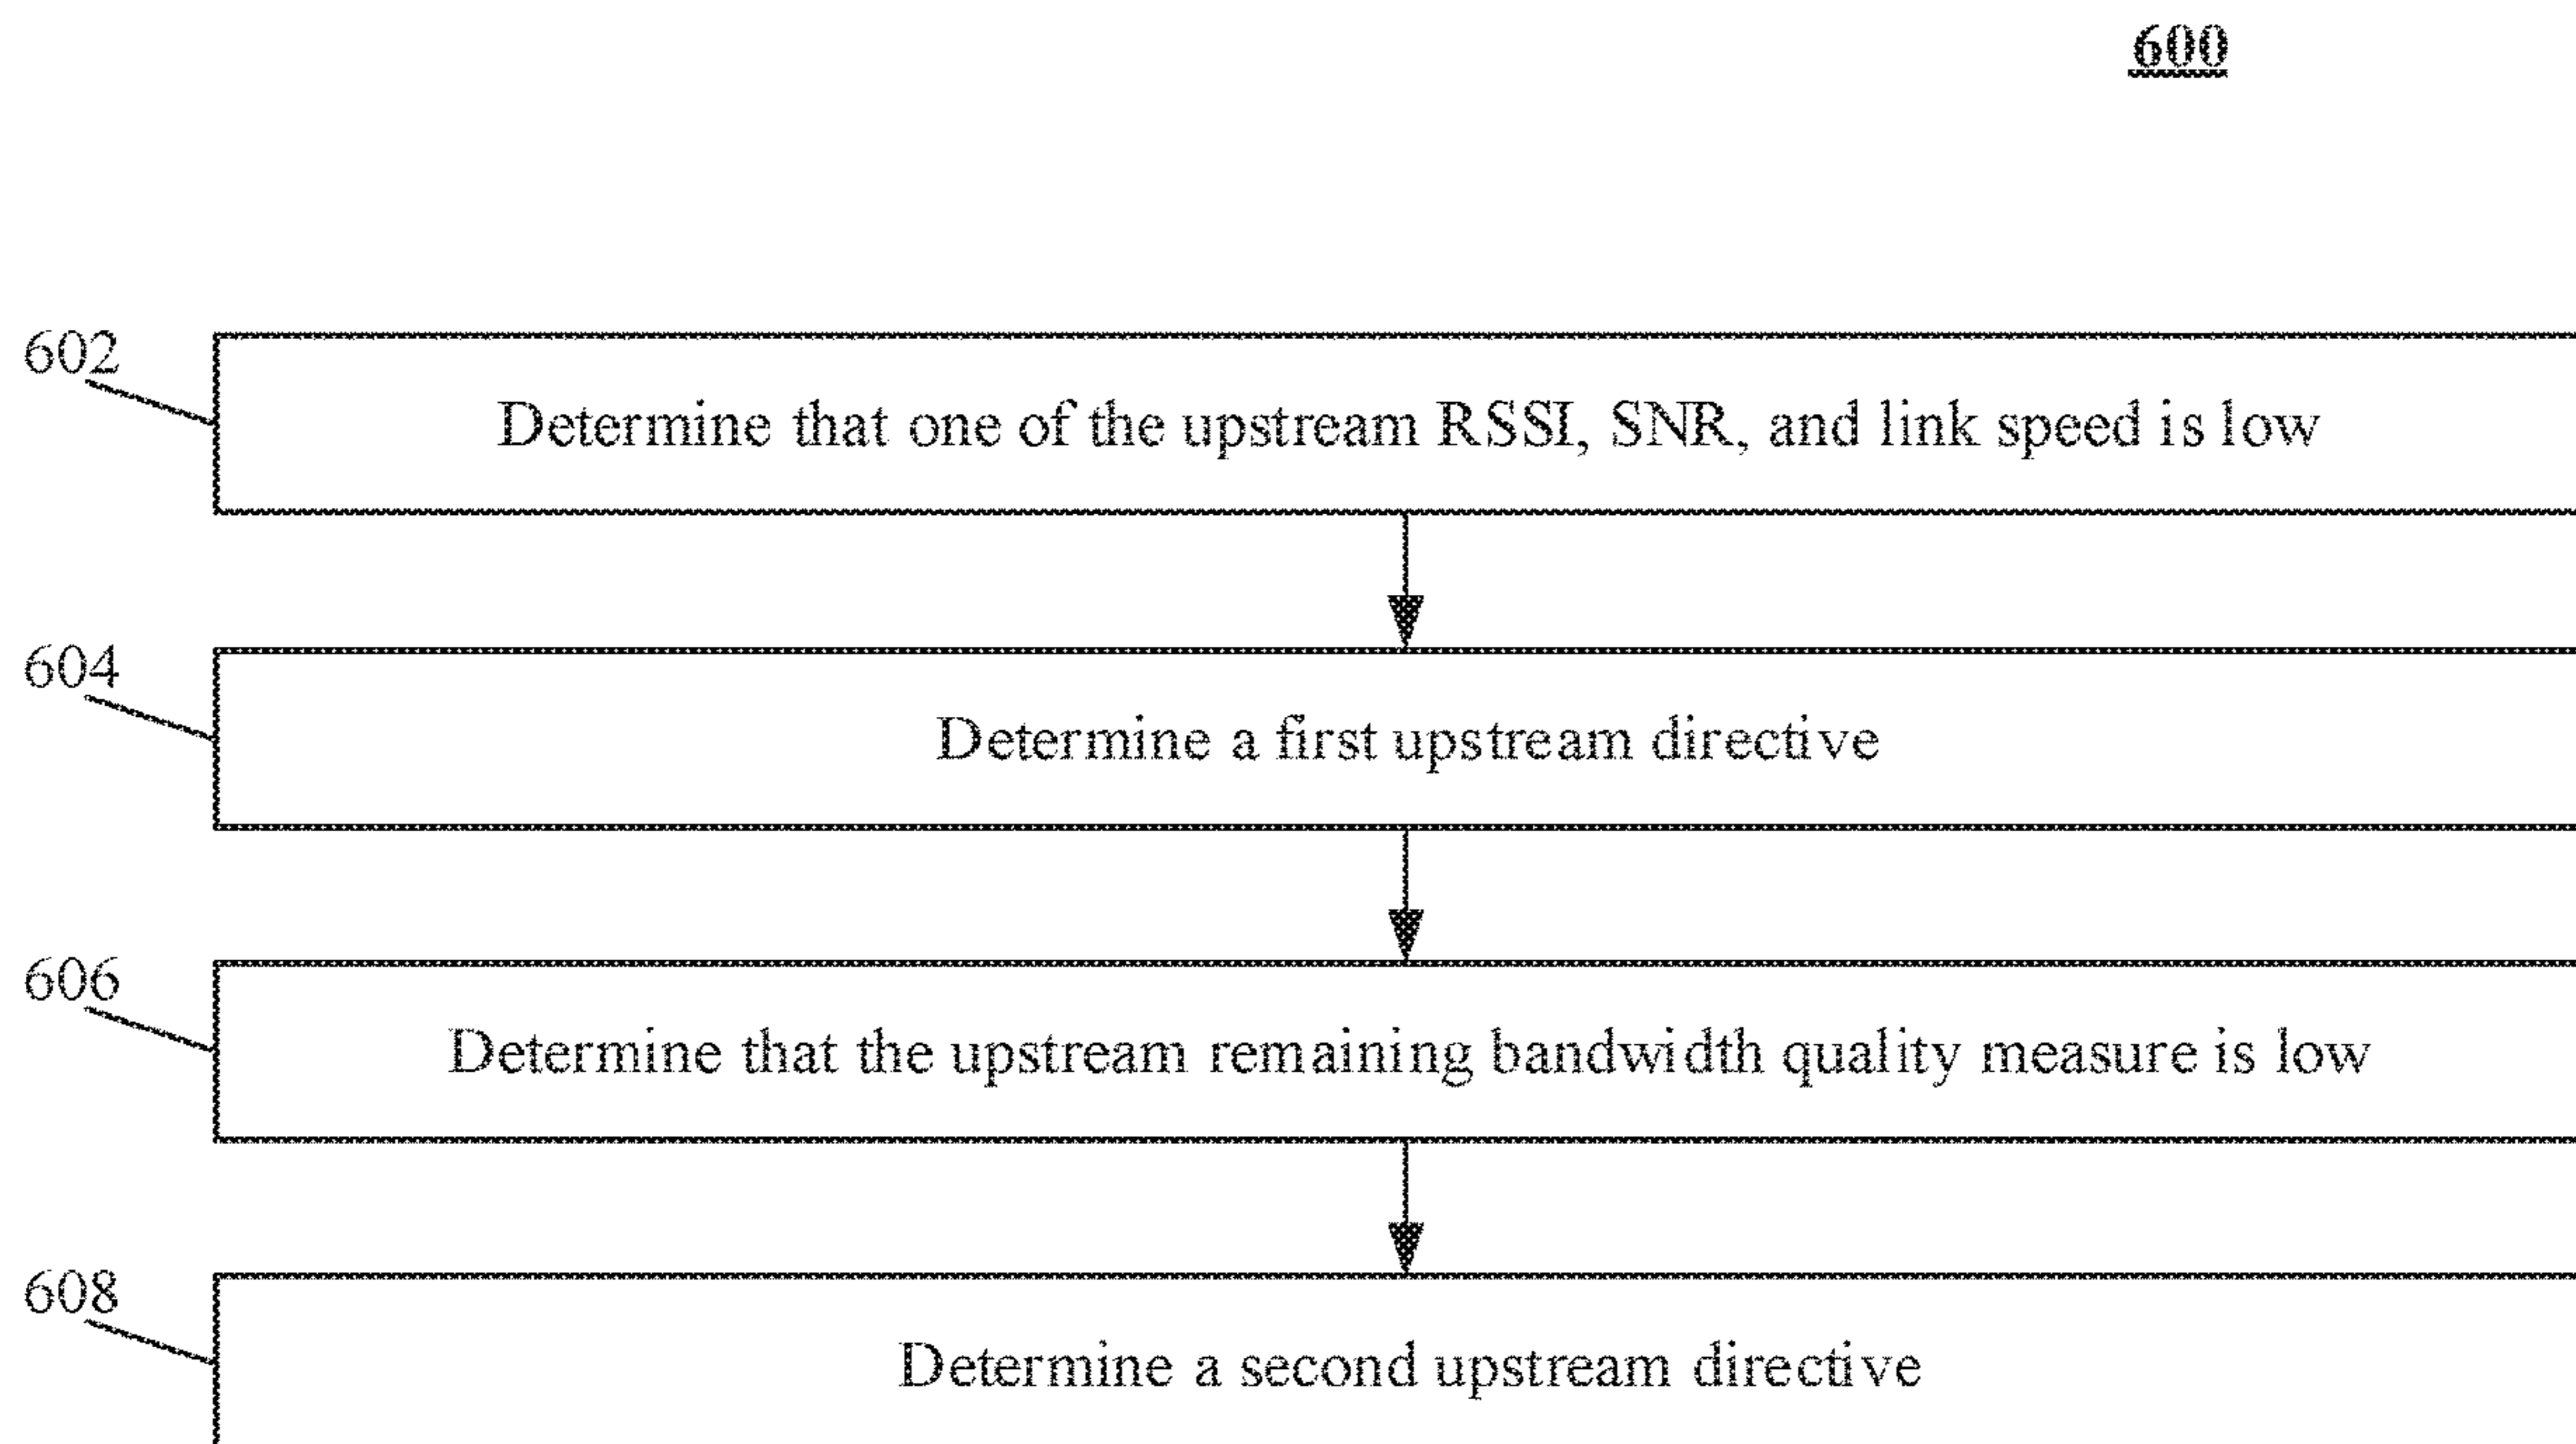 600
602
Determine that one of the upstream RSSI, SNR, and link speed is low
604
Determine a first upstream directive
606
Determine that the upstream remaining bandwidth quality measure is low
608
Determine a second upstream directive